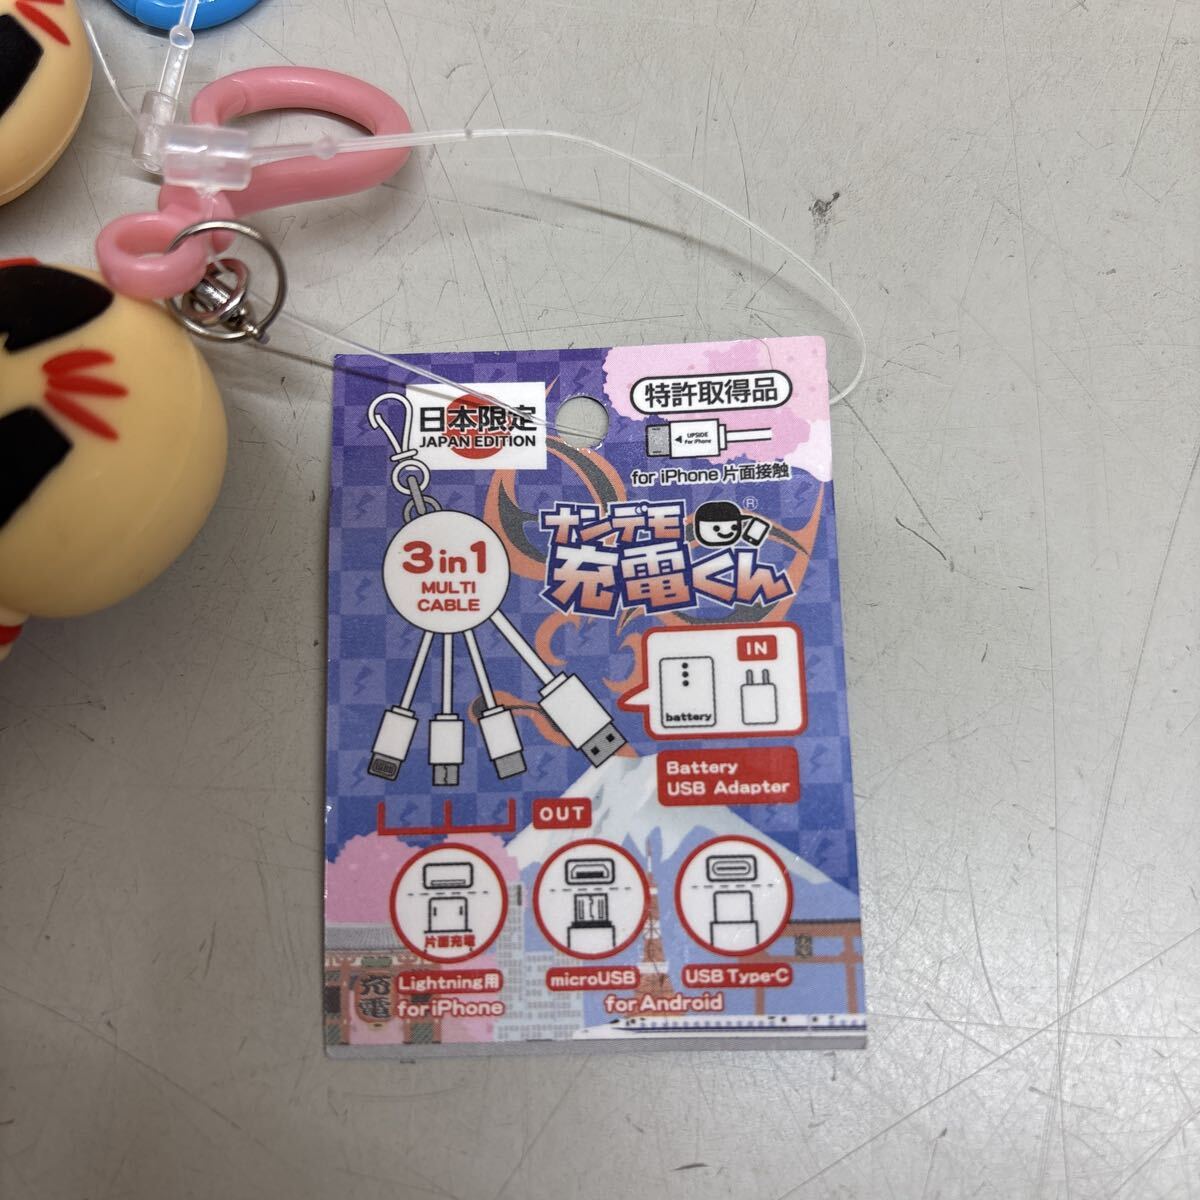 日本限定
JAPAN EDITION
特許取得品
UPSIDE
For iPhone
for iPhone 片面接触
ナンデモ
充電くん
®
3 in 1
MULTI
CABLE
IN
battery
Battery
USB Adapter
OUT
片面充電
Lightning用
for iPhone
microUSB
USB Type-C
for Android
充電